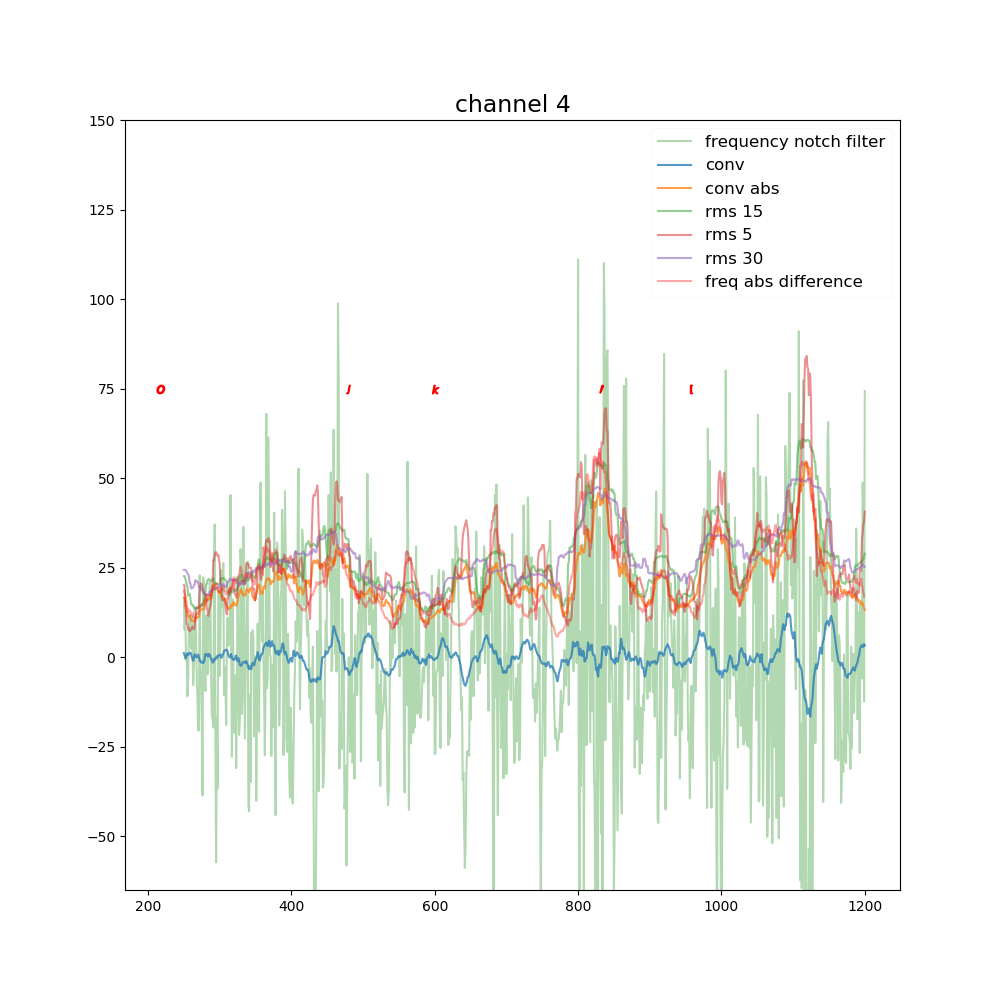 channel 4
150
125
100
75
50
25
0
−25
−50
frequency notch filter
conv
conv abs
rms 15
rms 5
rms 30
freq abs difference
o
k
200 400 600 800 1000 1200